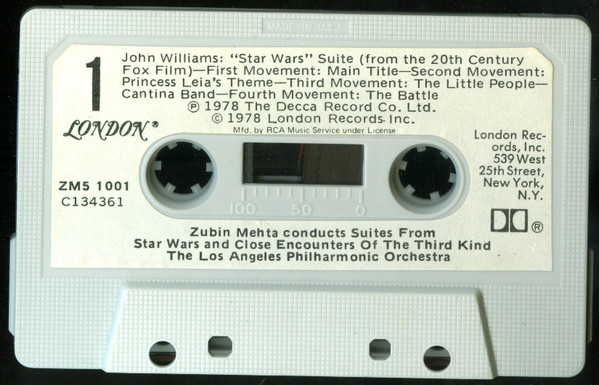 1
John Williams: "Star Wars" Suite (from the 20th Century
Fox Film)—First Movement: Main Title—Second Movement:
Princess Leia's Theme—Third Movement: The Little People—
Cantina Band—Fourth Movement: The Battle
℗ 1978 The Decca Record Co. Ltd.
© 1978 London Records Inc.
Mfd. by RCA Music Service under License
LONDON®
ZM5 1001
C134361
London Rec-
ords, Inc.
539 West
25th Street,
New York,
N.Y.
®
100 50 0
Zubin Mehta conducts Suites From
Star Wars and Close Encounters Of The Third Kind
The Los Angeles Philharmonic Orchestra